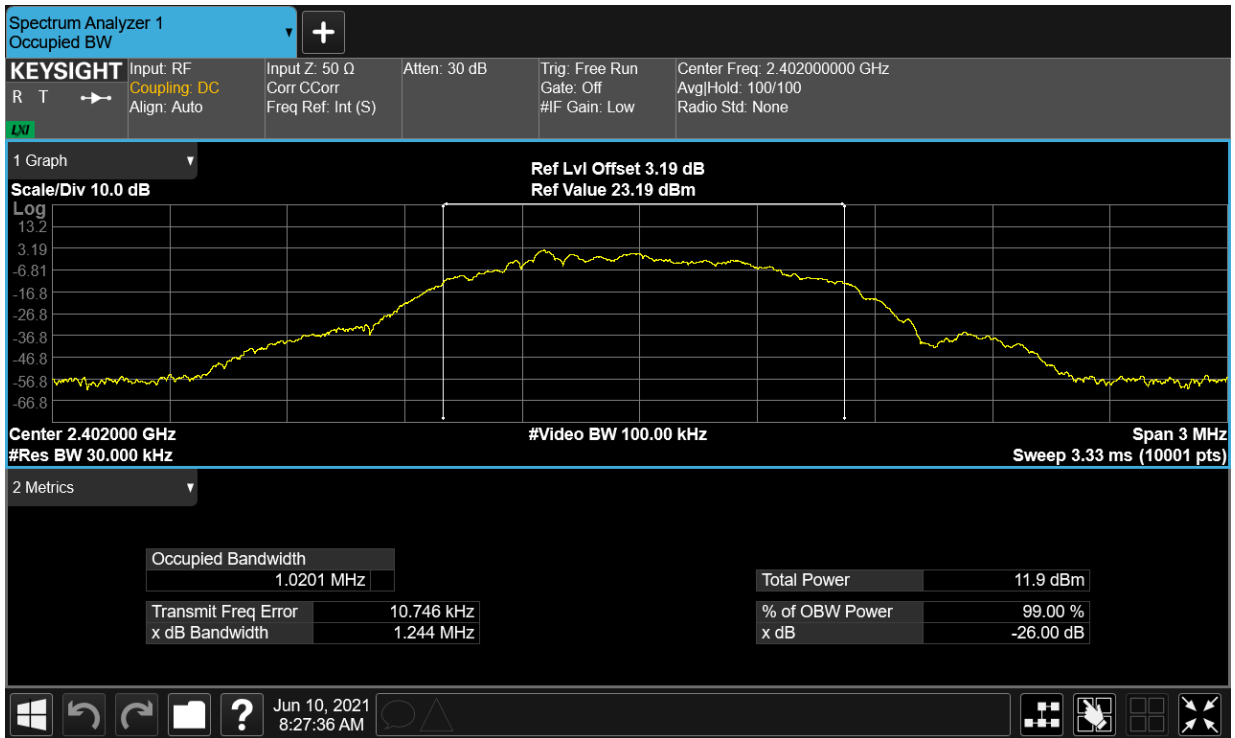 Spectrum Analyzer 1
Occupied BW
KEYSIGHT
R T
LXI
Input: RF
Coupling: DC
Align: Auto
Input Z: 50 Ω
Corr CCorr
Freq Ref: Int (S)
Atten: 30 dB
Trig: Free Run
Gate: Off
#IF Gain: Low
Center Freq: 2.402000000 GHz
Avg|Hold: 100/100
Radio Std: None
1 Graph
Scale/Div 10.0 dB
Ref Lvl Offset 3.19 dB
Ref Value 23.19 dBm
Log
13.2
3.19
-6.81
-16.8
-26.8
-36.8
-46.8
-56.8
-66.8
Center 2.402000 GHz
#Video BW 100.00 kHz
Span 3 MHz
#Res BW 30.000 kHz
Sweep 3.33 ms (10001 pts)
2 Metrics
Occupied Bandwidth
1.0201 MHz
Total Power 11.9 dBm
Transmit Freq Error 10.746 kHz
% of OBW Power 99.00 %
x dB Bandwidth 1.244 MHz
x dB -26.00 dB
?
Jun 10, 2021
8:27:36 AM